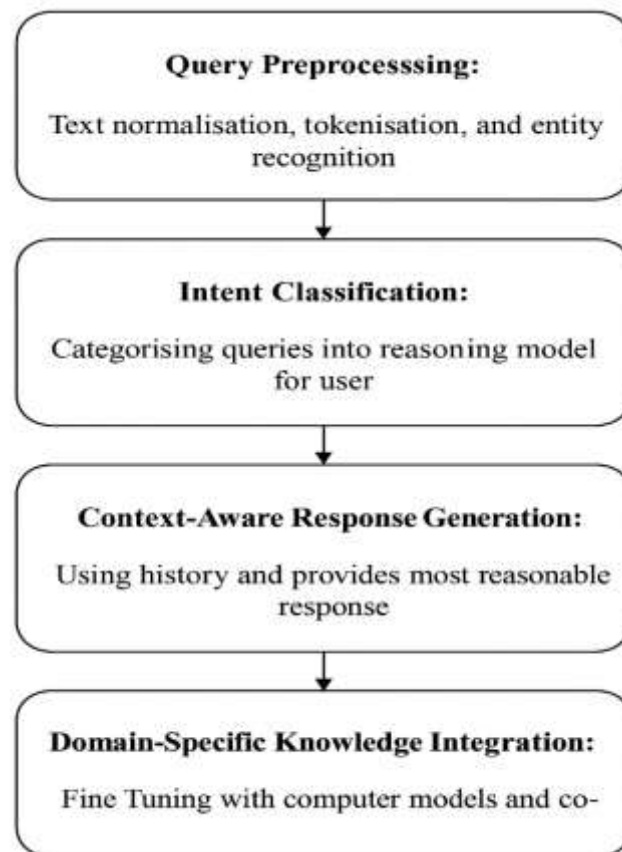 Query Preprocesssing:
Text normalisation, tokenisation, and entity
recognition
Intent Classification:
Categorising queries into reasoning model
for user
Context-Aware Response Generation:
Using history and provides most reasonable
response
Domain-Specific Knowledge Integration:
Fine Tuning with computer models and co-